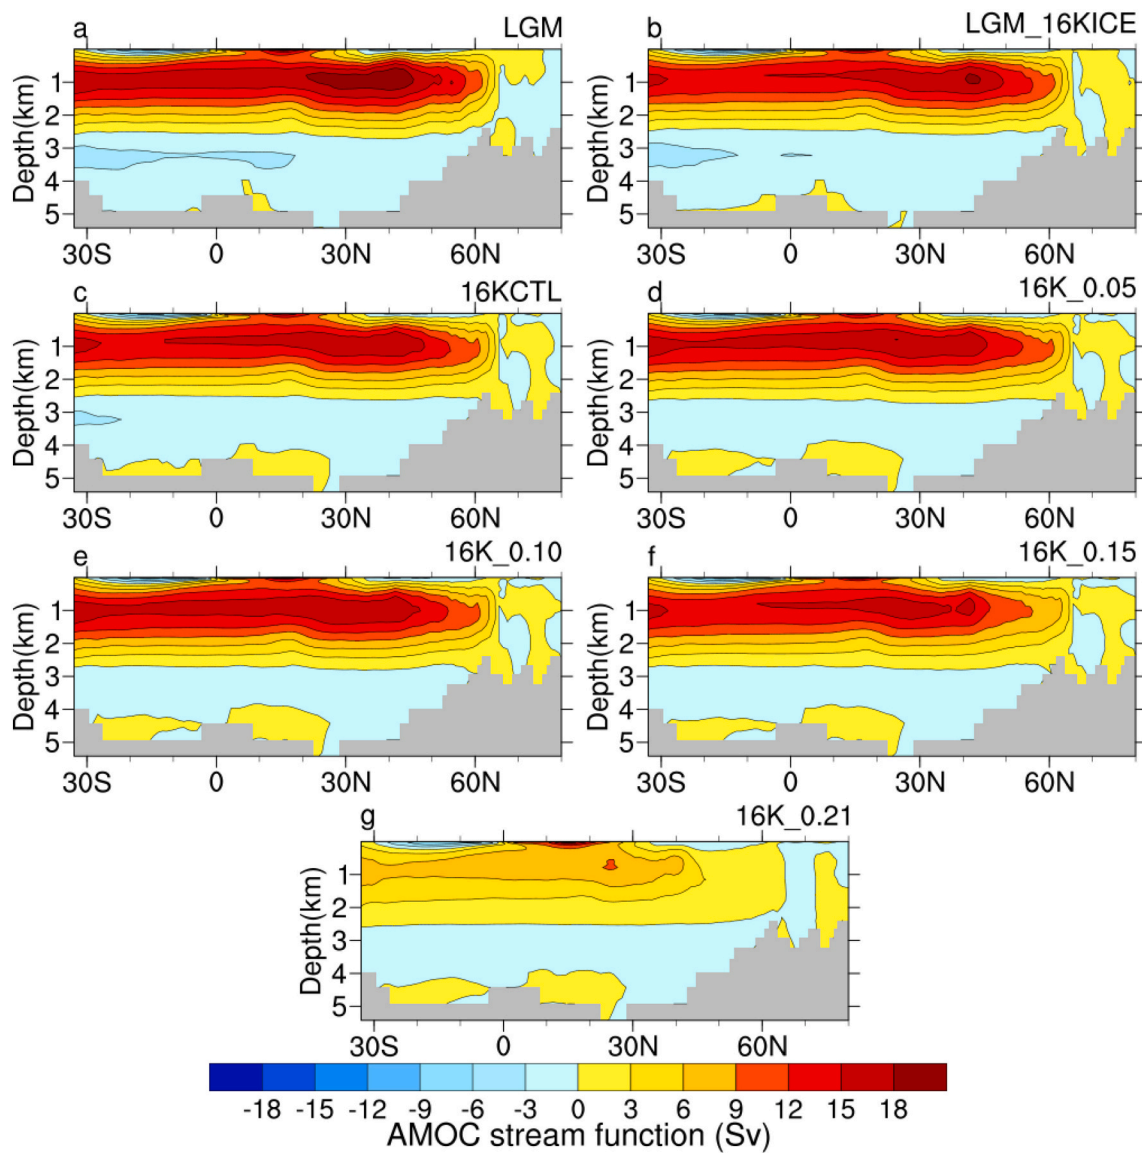 a LGM
b LGM_16KICE
Depth(km)
1
2
3
4
5
30S 0 30N 60N
Depth(km)
1
2
3
4
5
30S 0 30N 60N
c 16KCTL
d 16K_0.05
Depth(km)
1
2
3
4
5
30S 0 30N 60N
Depth(km)
1
2
3
4
5
30S 0 30N 60N
e 16K_0.10
f 16K_0.15
Depth(km)
1
2
3
4
5
30S 0 30N 60N
Depth(km)
1
2
3
4
5
30S 0 30N 60N
g 16K_0.21
Depth(km)
1
2
3
4
5
30S 0 30N 60N
-18 -15 -12 -9 -6 -3 0 3 6 9 12 15 18
AMOC stream function (Sv)